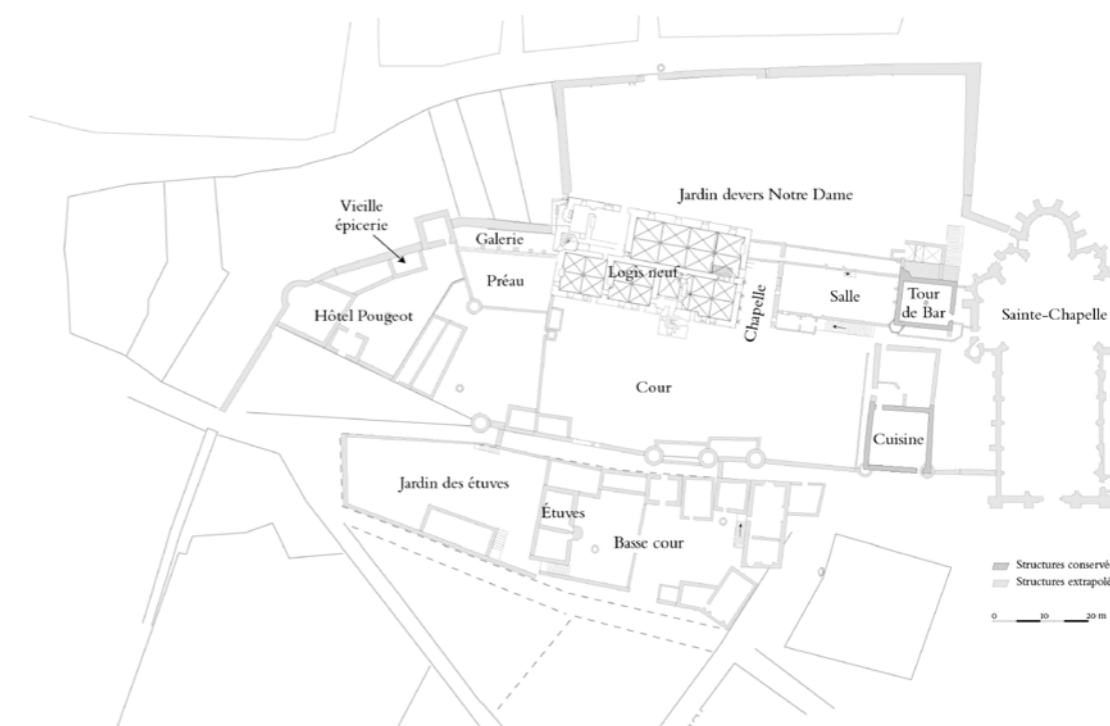 Jardin devers Notre Dame
Vieille
épicerie
Galerie
Préau
Logis neuf
Chapelle
Salle
Tour
de Bar
Sainte-Chapelle
Hôtel Pougeot
Cour
Cuisine
Jardin des étuves
Étuves
Basse cour
Structures conservé
Structures extrapolé
0 10 20 m